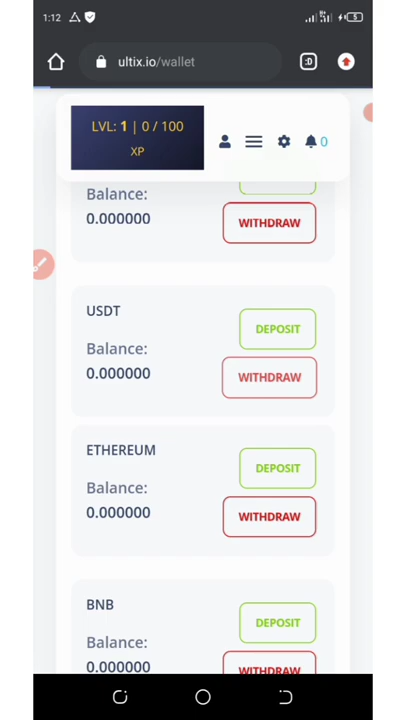 1:12
5
ultix.io/wallet
:D
LVL: 1 | 0 / 100
XP
0
Balance:
0.000000
WITHDRAW
USDT
DEPOSIT
Balance:
0.000000
WITHDRAW
ETHEREUM
DEPOSIT
Balance:
0.000000
WITHDRAW
BNB
DEPOSIT
Balance:
0.000000
WITHDRAW